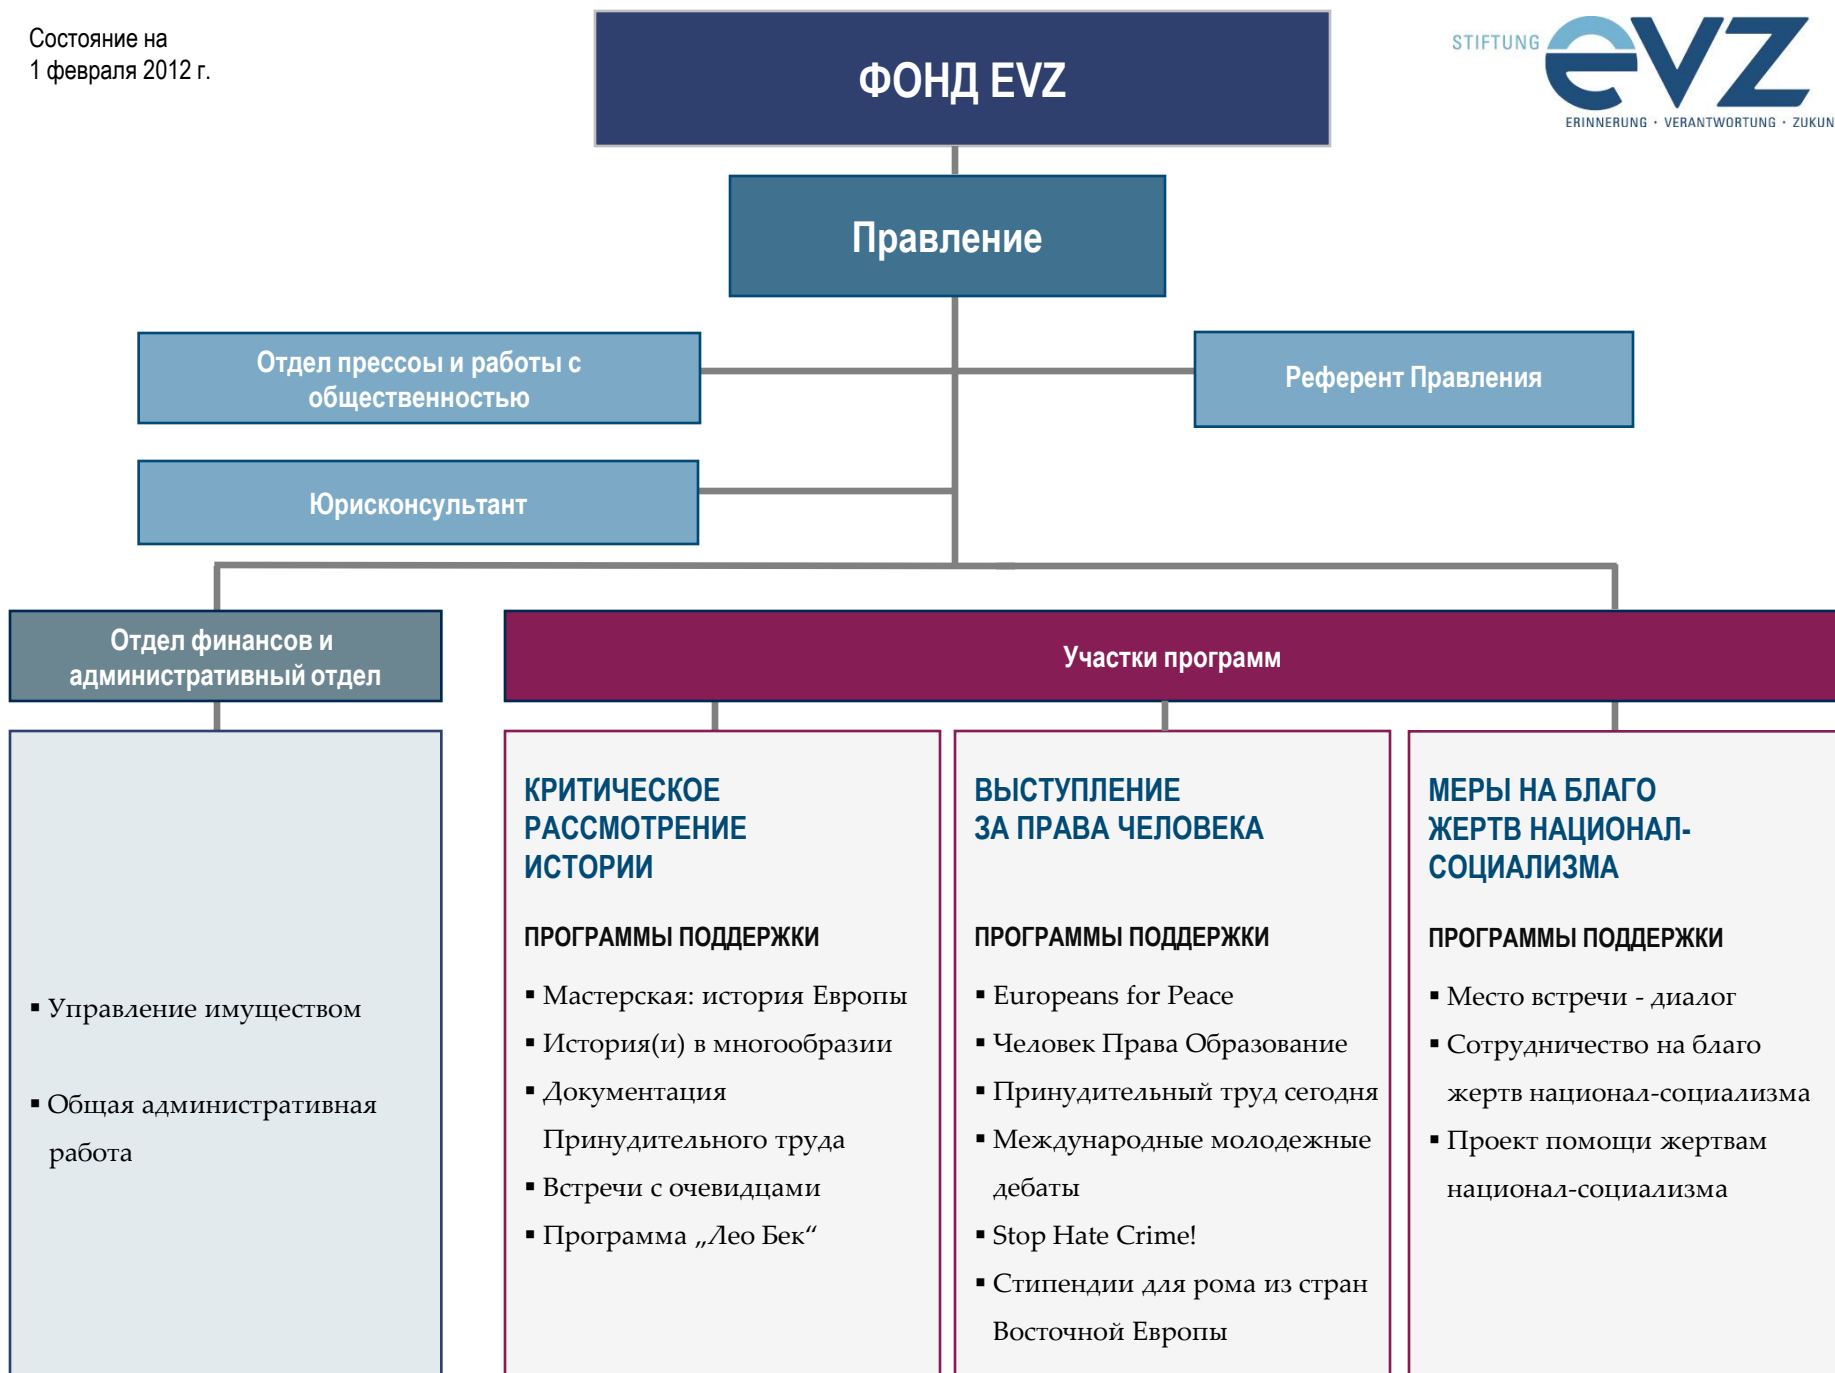 Состояние на
1 февраля 2012 г.
ФОНД EVZ
STIFTUNG
eVZ
ERINNERUNG · VERANTWORTUNG · ZUKUN
Правление
Отдел прессоы и работы с
общественностью
Референт Правления
Юрисконсультант
Отдел финансов и
административный отдел
Участки программ
▪ Управление имуществом
▪ Общая административная
работа
КРИТИЧЕСКОЕ
РАССМОТРЕНИЕ
ИСТОРИИ
ПРОГРАММЫ ПОДДЕРЖКИ
▪ Мастерская: история Европы
▪ История(и) в многообразии
▪ Документация
Принудительного труда
▪ Встречи с очевидцами
▪ Программа „Лео Бек“
ВЫСТУПЛЕНИЕ
ЗА ПРАВА ЧЕЛОВЕКА
ПРОГРАММЫ ПОДДЕРЖКИ
▪ Europeans for Peace
▪ Человек Права Образование
▪ Принудительный труд сегодня
▪ Международные молодежные
дебаты
▪ Stop Hate Crime!
▪ Стипендии для рома из стран
Восточной Европы
МЕРЫ НА БЛАГО
ЖЕРТВ НАЦИОНАЛ-
СОЦИАЛИЗМА
ПРОГРАММЫ ПОДДЕРЖКИ
▪ Место встречи - диалог
▪ Сотрудничество на благо
жертв национал-социализма
▪ Проект помощи жертвам
национал-социализма